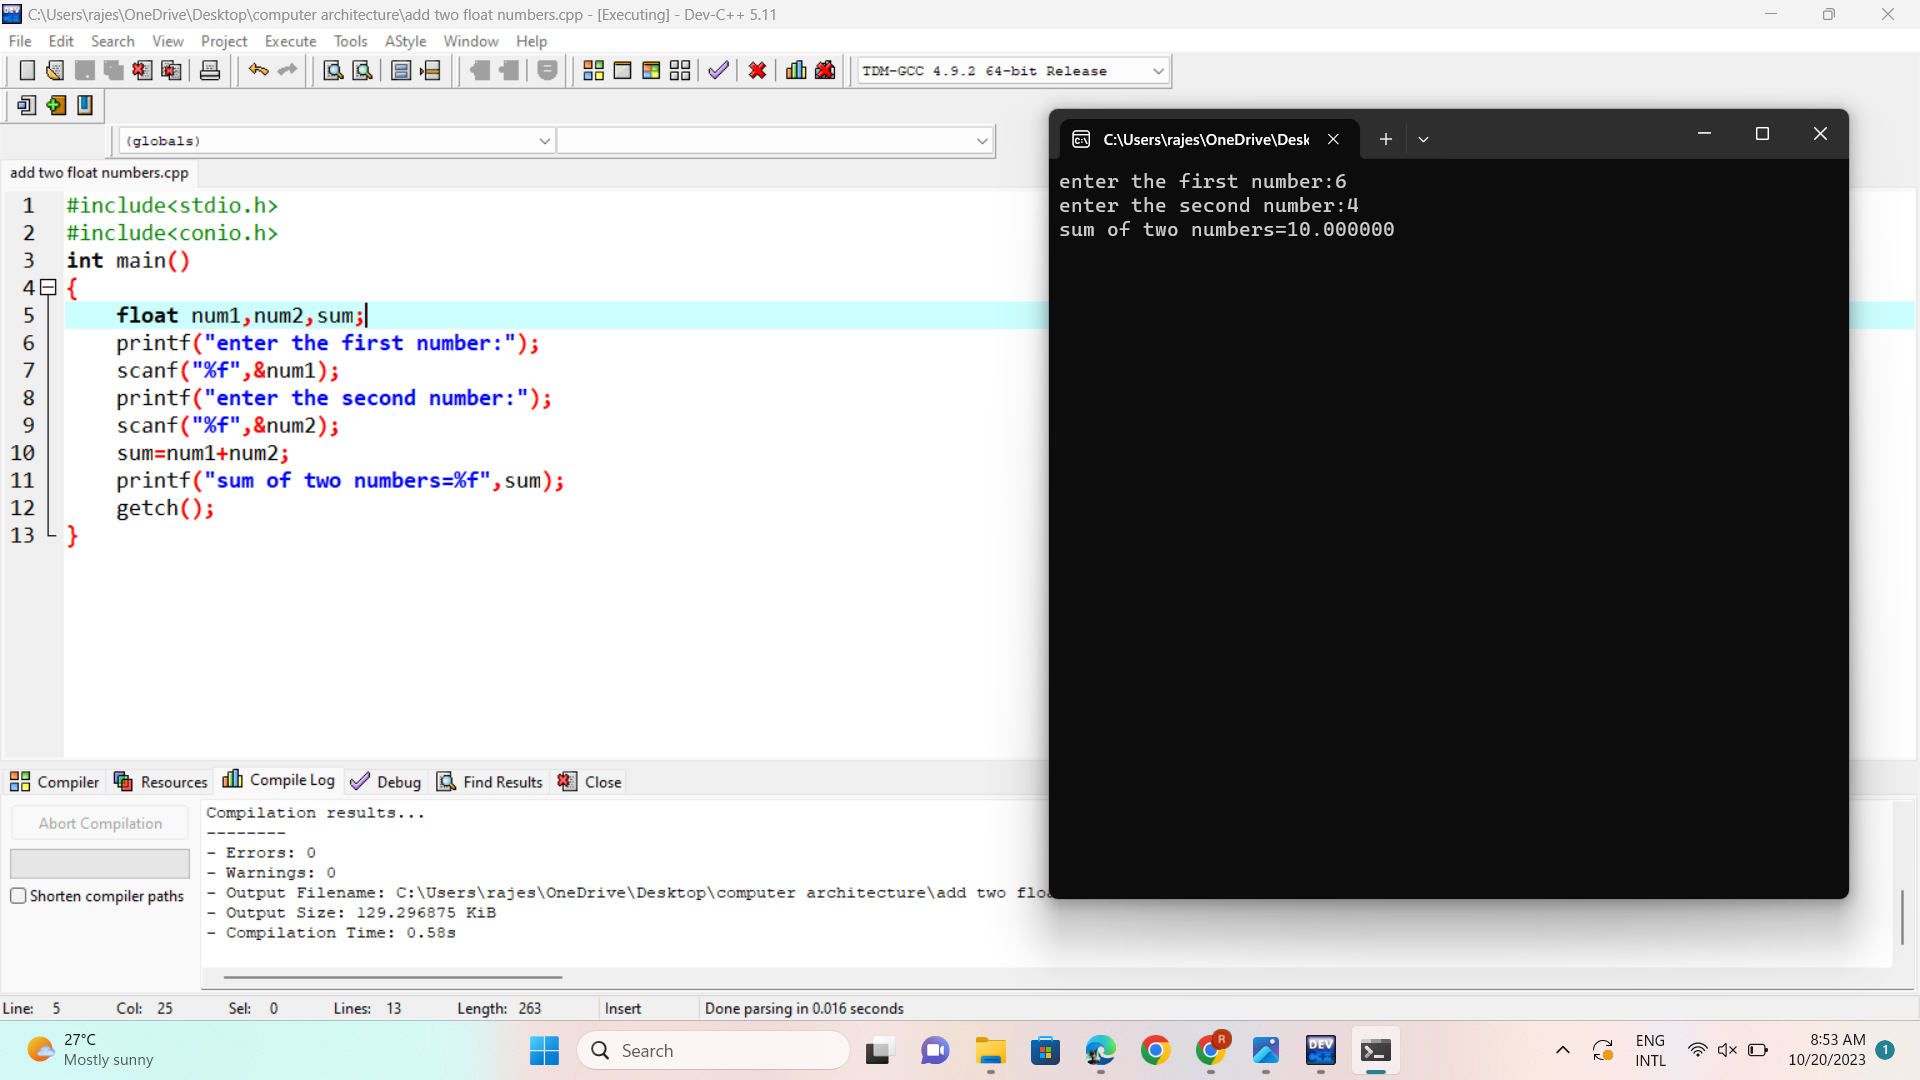 C:\Users\rajes\OneDrive\Desktop\computer architecture\add two float numbers.cpp - [Executing] - Dev-C++ 5.11
File Edit Search View Project Execute Tools AStyle Window Help
TDM-GCC 4.9.2 64-bit Release
(globals)
add two float numbers.cpp
1 #include<stdio.h>
2 #include<conio.h>
3 int main()
4 {
5 float num1,num2,sum;
6 printf("enter the first number:");
7 scanf("%f",&num1);
8 printf("enter the second number:");
9 scanf("%f",&num2);
10 sum=num1+num2;
11 printf("sum of two numbers=%f",sum);
12 getch();
13 }
C:\Users\rajes\OneDrive\Desk
enter the first number:6
enter the second number:4
sum of two numbers=10.000000
Compiler Resources Compile Log Debug Find Results Close
Abort Compilation
Shorten compiler paths
Compilation results...
--------
- Errors: 0
- Warnings: 0
- Output Filename: C:\Users\rajes\OneDrive\Desktop\computer architecture\add two floa
- Output Size: 129.296875 KiB
- Compilation Time: 0.58s
Line: 5 Col: 25 Sel: 0 Lines: 13 Length: 263 Insert Done parsing in 0.016 seconds
27°C
Mostly sunny
Search
R
DEV
ENG
INTL
8:53 AM
10/20/2023
1